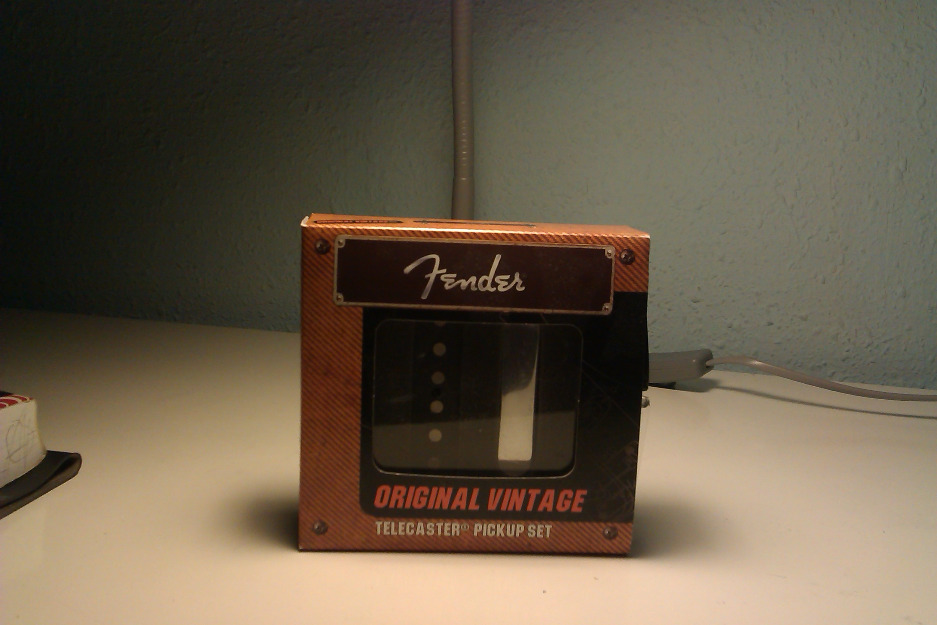 Fender
ORIGINAL VINTAGE
TELECASTER® PICKUP SET